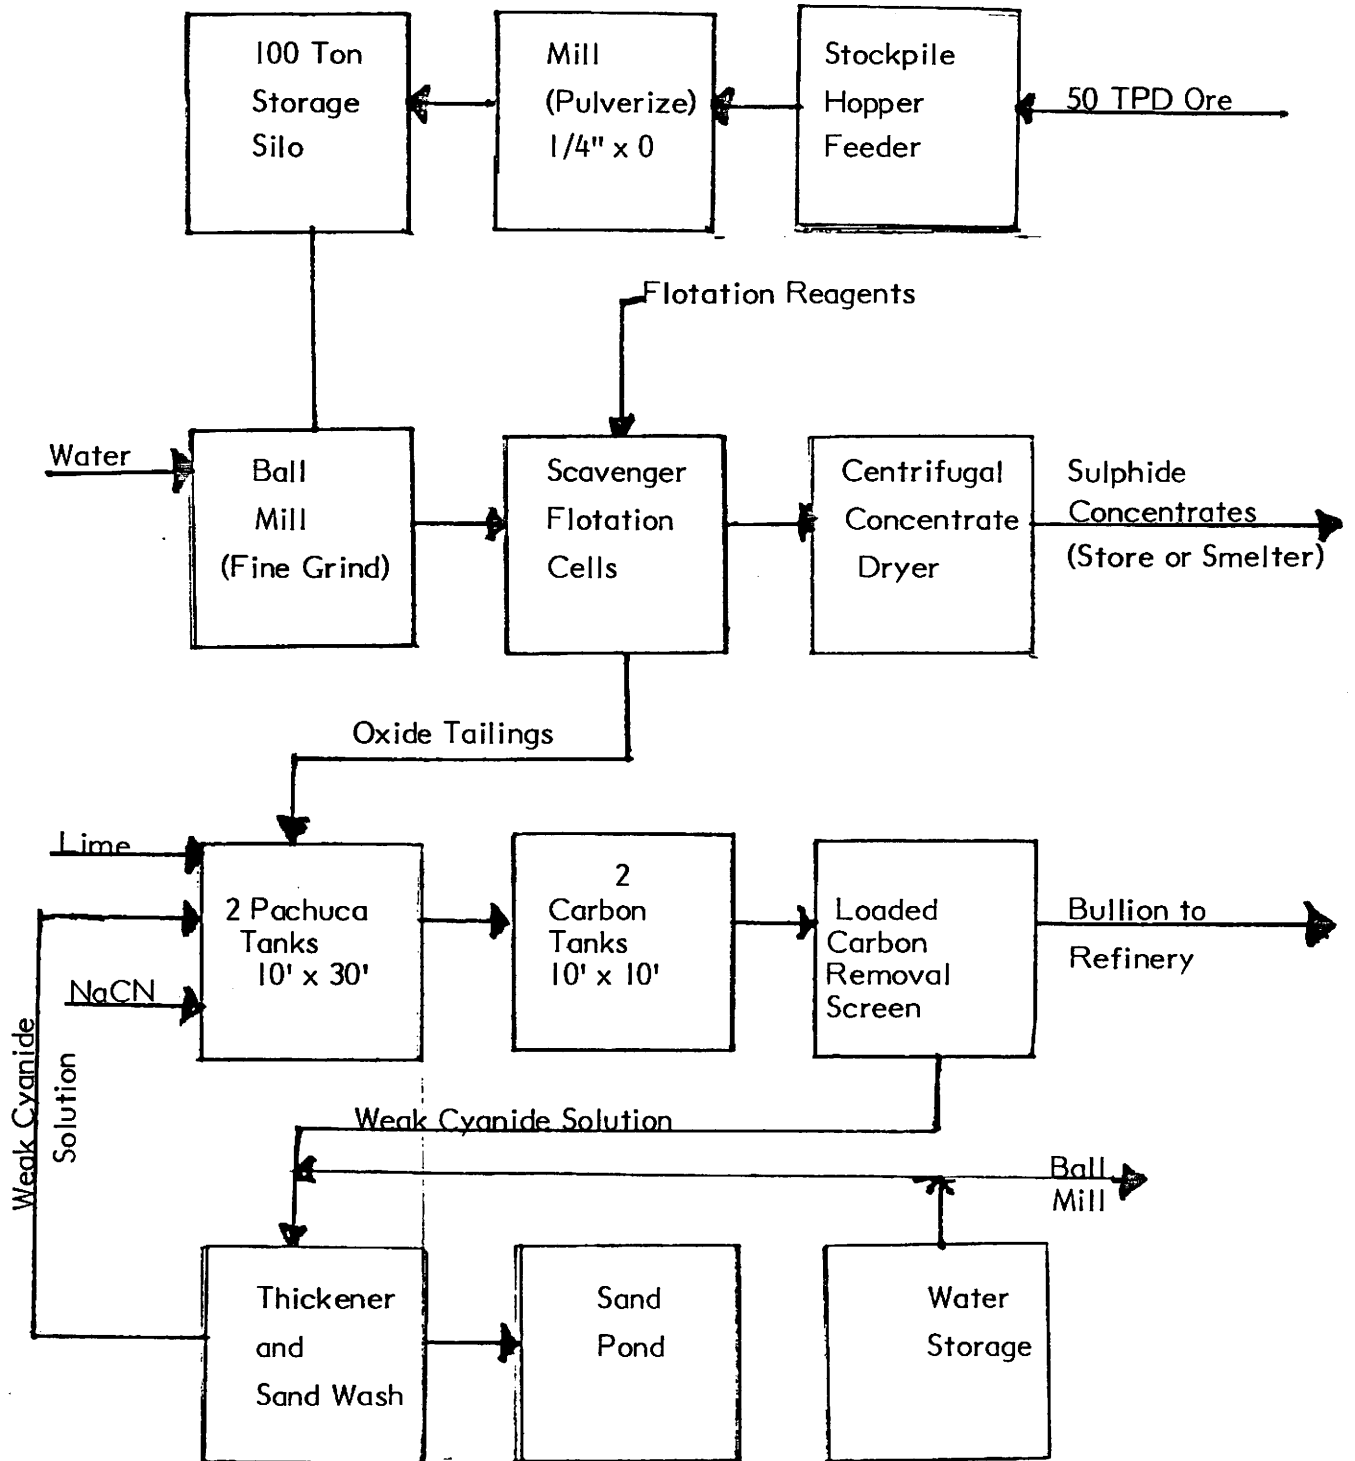 100 Ton
Storage
Silo
Mill
(Pulverize)
1/4" x 0
Stockpile
Hopper
Feeder
50 TPD Ore
Flotation Reagents
Water
Ball
Mill
(Fine Grind)
Scavenger
Flotation
Cells
Centrifugal
Concentrate
Dryer
Sulphide
Concentrates
(Store or Smelter)
Oxide Tailings
Lime
NaCN
Weak Cyanide
Solution
2 Pachuca
Tanks
10' x 30'
2
Carbon
Tanks
10' x 10'
Loaded
Carbon
Removal
Screen
Bullion to
Refinery
Weak Cyanide Solution
Ball
Mill
Thickener
and
Sand Wash
Sand
Pond
Water
Storage